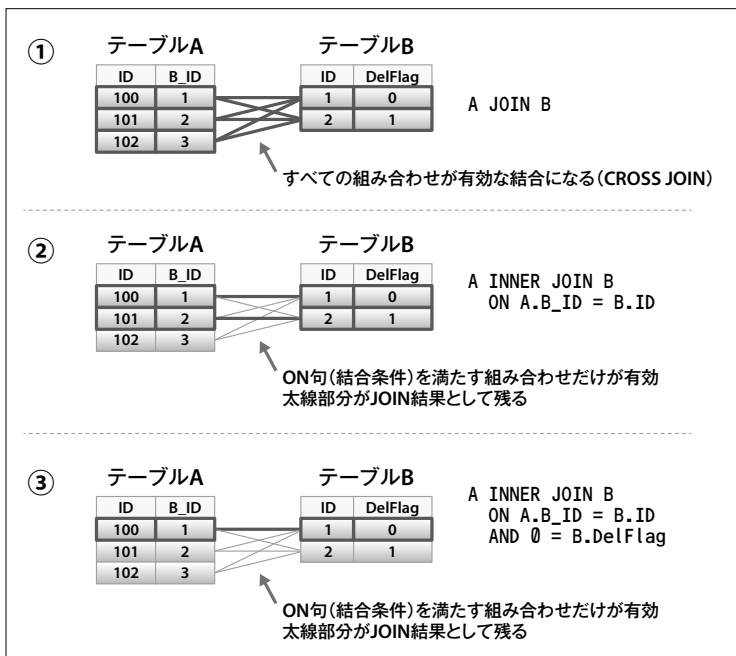 ①
テーブルA テーブルB
ID B_ID ID DelFlag
100 1 1 0
101 2 2 1
102 3
A JOIN B
すべての組み合わせが有効な結合になる（CROSS JOIN）
②
テーブルA テーブルB
ID B_ID ID DelFlag
100 1 1 0
101 2 2 1
102 3
A INNER JOIN B
ON A.B_ID = B.ID
ON句（結合条件）を満たす組み合わせだけが有効
太線部分がJOIN結果として残る
③
テーブルA テーブルB
ID B_ID ID DelFlag
100 1 1 0
101 2 2 1
102 3
A INNER JOIN B
ON A.B_ID = B.ID
AND 0 = B.DelFlag
ON句（結合条件）を満たす組み合わせだけが有効
太線部分がJOIN結果として残る